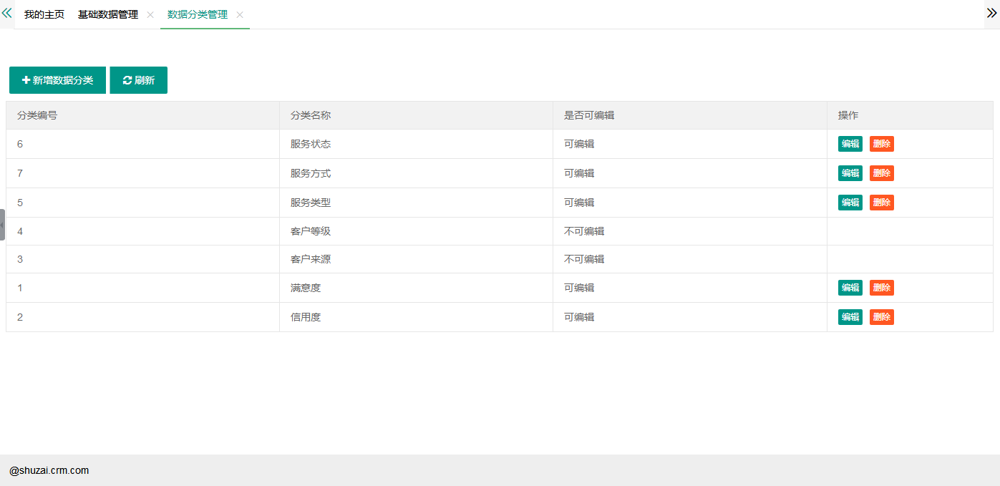 我的主页 基础数据管理 数据分类管理
新增数据分类 刷新
分类编号 分类名称 是否可编辑 操作
6 服务状态 可编辑 编辑 删除
7 服务方式 可编辑 编辑 删除
5 服务类型 可编辑 编辑 删除
4 客户等级 不可编辑
3 客户来源 不可编辑
1 满意度 可编辑 编辑 删除
2 信用度 可编辑 编辑 删除
@shuzai.crm.com